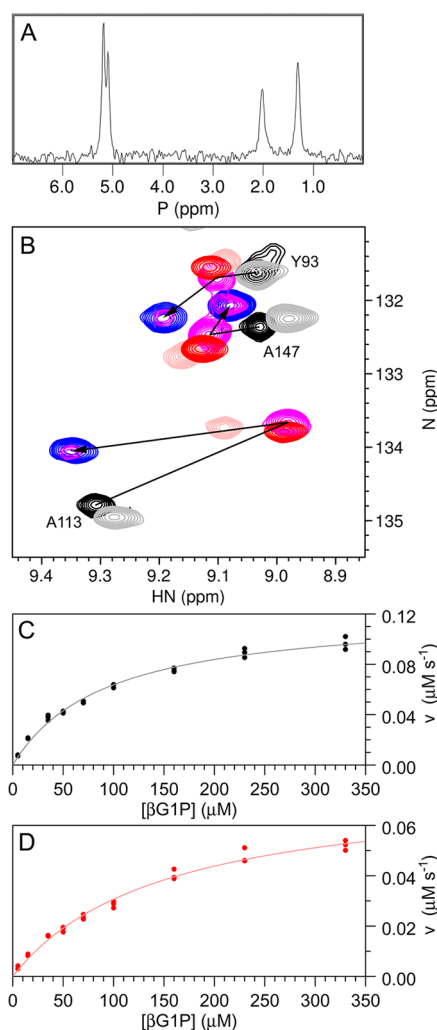 A
6.0 5.0 4.0 3.0 2.0 1.0
P (ppm)
B
Y93
A147
A113
132
133
134
135
N (ppm)
9.4 9.3 9.2 9.1 9.0 8.9
HN (ppm)
C
0.12
0.08
0.04
0.00
v (μM s⁻¹)
0 50 100 150 200 250 300 350
[βG1P] (μM)
D
0.06
0.04
0.02
0.00
v (μM s⁻¹)
0 50 100 150 200 250 300 350
[βG1P] (μM)